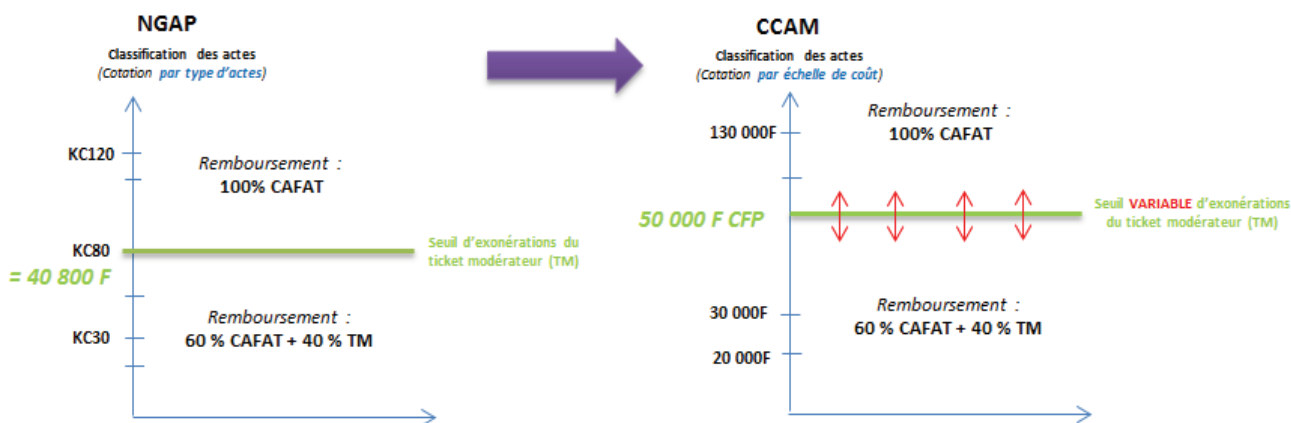 NGAP
Classification des actes
(Cotation par type d'actes)
KC120
Remboursement :
100% CAFAT
KC80
= 40 800 F
Seuil d'exonérations du
ticket modérateur (TM)
KC30
Remboursement :
60 % CAFAT + 40 % TM
CCAM
Classification des actes
(Cotation par échelle de coût)
130 000F
Remboursement :
100% CAFAT
50 000 F CFP
Seuil VARIABLE d'exonérations
du ticket modérateur (TM)
30 000F
Remboursement :
60 % CAFAT + 40 % TM
20 000F